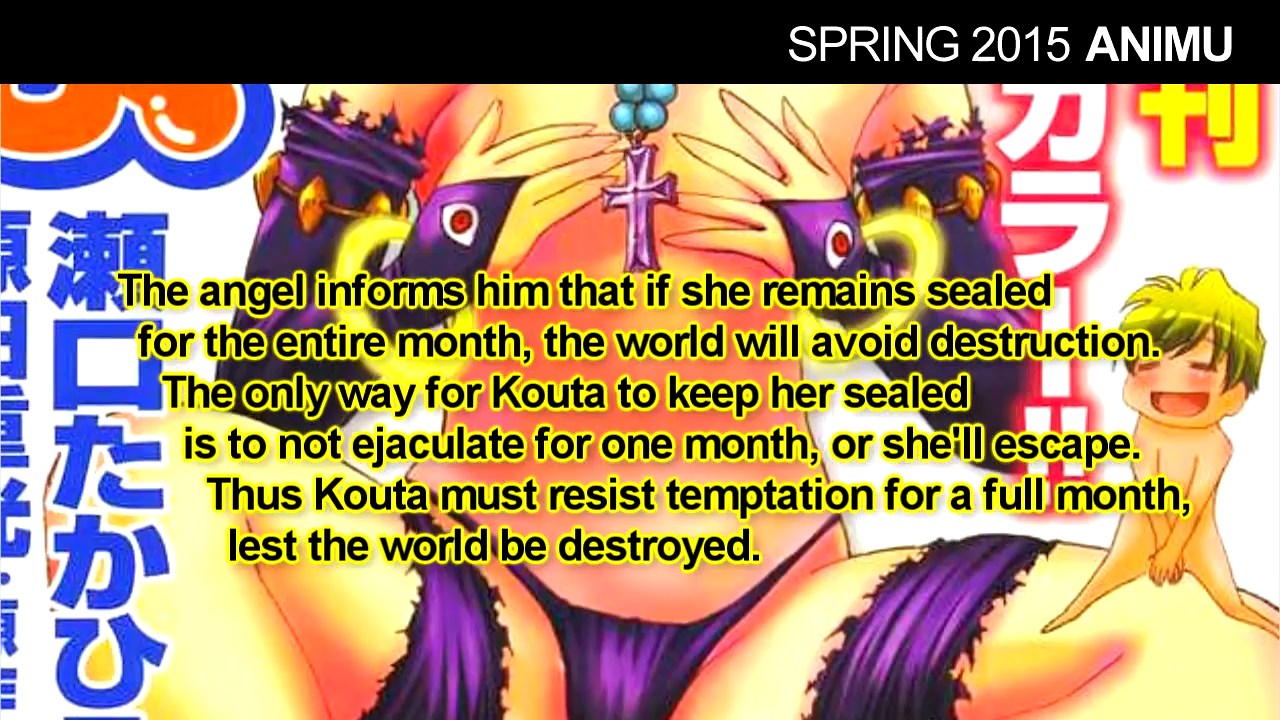 SPRING 2015 ANIMU
刊
カラー!!
瀬口たかひ
The angel informs him that if she remains sealed
for the entire month, the world will avoid destruction.
The only way for Kouta to keep her sealed
is to not ejaculate for one month, or she'll escape.
Thus Kouta must resist temptation for a full month,
lest the world be destroyed.